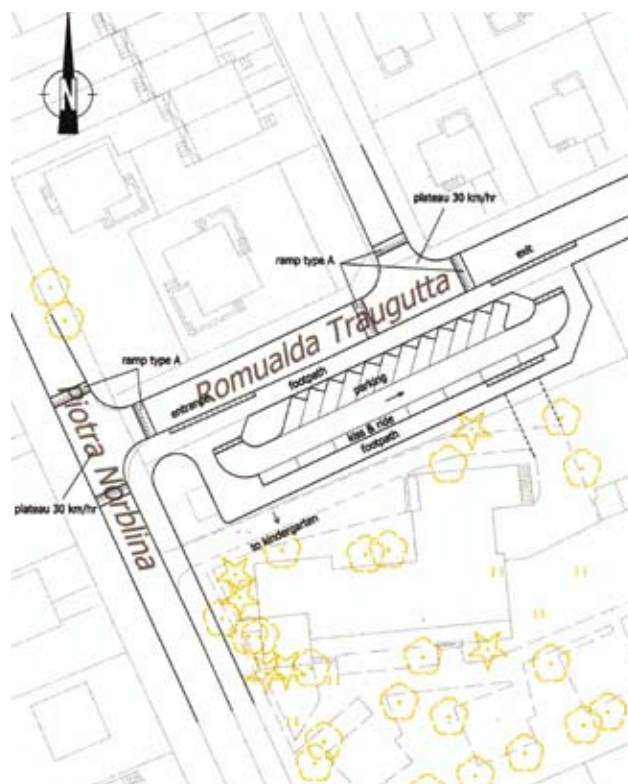 N
plateau 30 km/hr
ramp type A
exit
Romualda Traugutta
ramp type A
footpath
parking
entrance
Piotra Norblina
kiss & ride
footpath
plateau 30 km/hr
to kindergarten